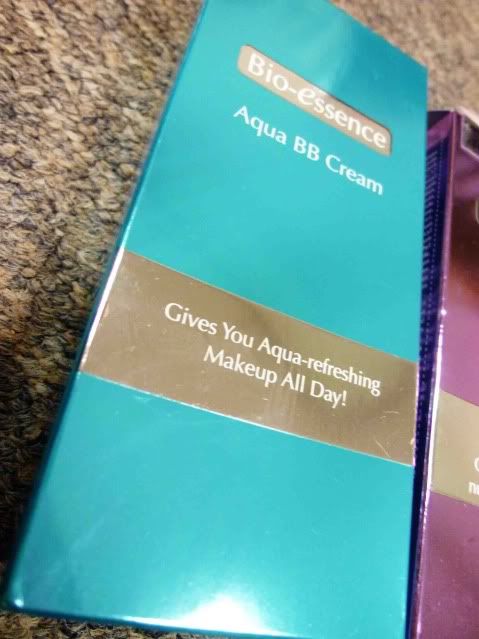 Bio-essence
Aqua BB Cream
Gives You Aqua-refreshing
Makeup All Day!